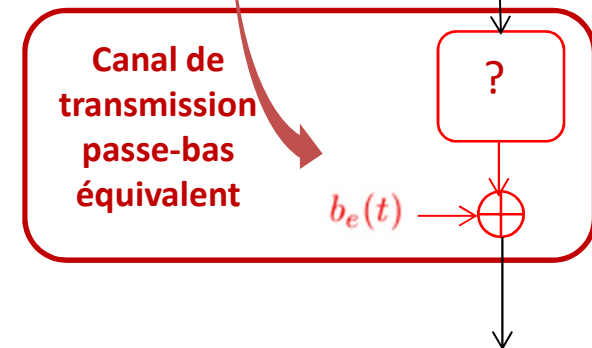 Canal de
transmission
passe-bas
équivalent
?
b_e(t)